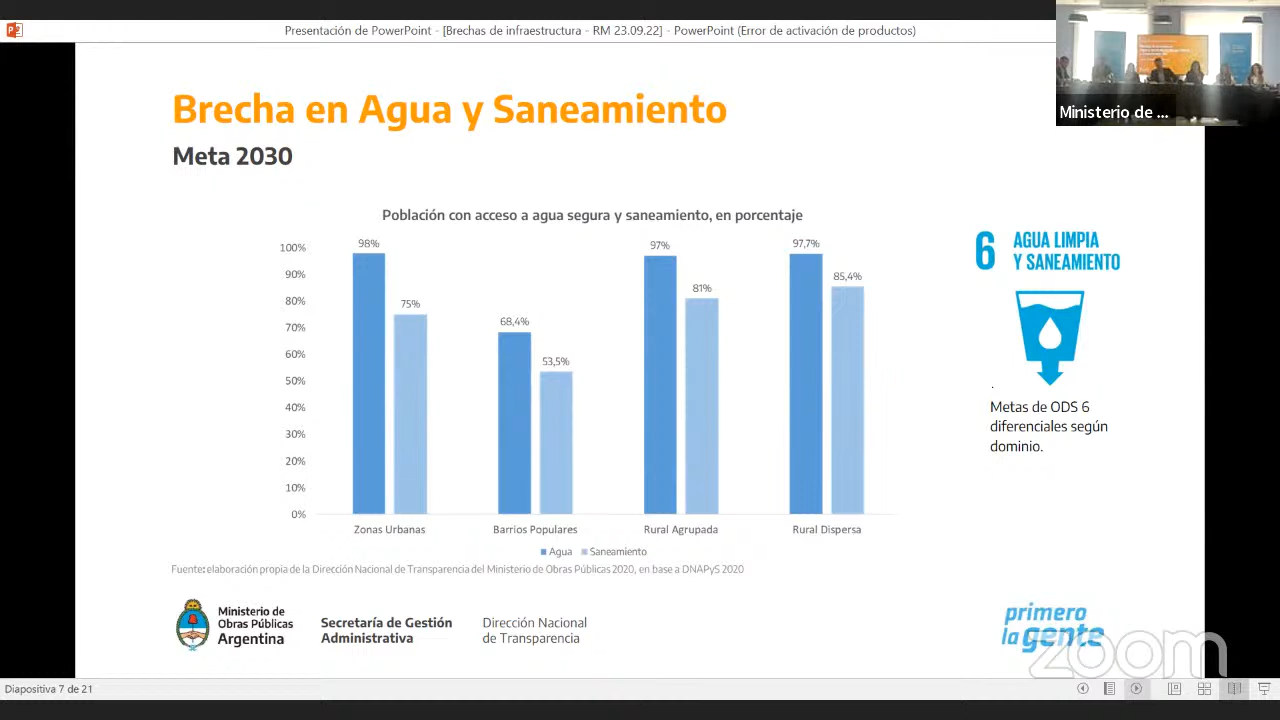 Presentación de PowerPoint - [Brechas de infraestructura - RM 23.09.22] - PowerPoint (Error de activación de productos)
Ministerio de ...
Brecha en Agua y Saneamiento
Meta 2030
Población con acceso a agua segura y saneamiento, en porcentaje
100%
90%
80%
70%
60%
50%
40%
30%
20%
10%
0%
98%
75%
68,4%
53,5%
97%
81%
97,7%
85,4%
Zonas Urbanas
Barrios Populares
Rural Agrupada
Rural Dispersa
Agua
Saneamiento
6
AGUA LIMPIA
Y SANEAMIENTO
.
Metas de ODS 6
diferenciales según
dominio.
Fuente: elaboración propia de la Dirección Nacional de Transparencia del Ministerio de Obras Públicas 2020, en base a DNAPyS 2020
Ministerio de
Obras Públicas
Argentina
Secretaría de Gestión
Administrativa
Dirección Nacional
de Transparencia
primero
la gente
zoom
Diapositiva 7 de 21